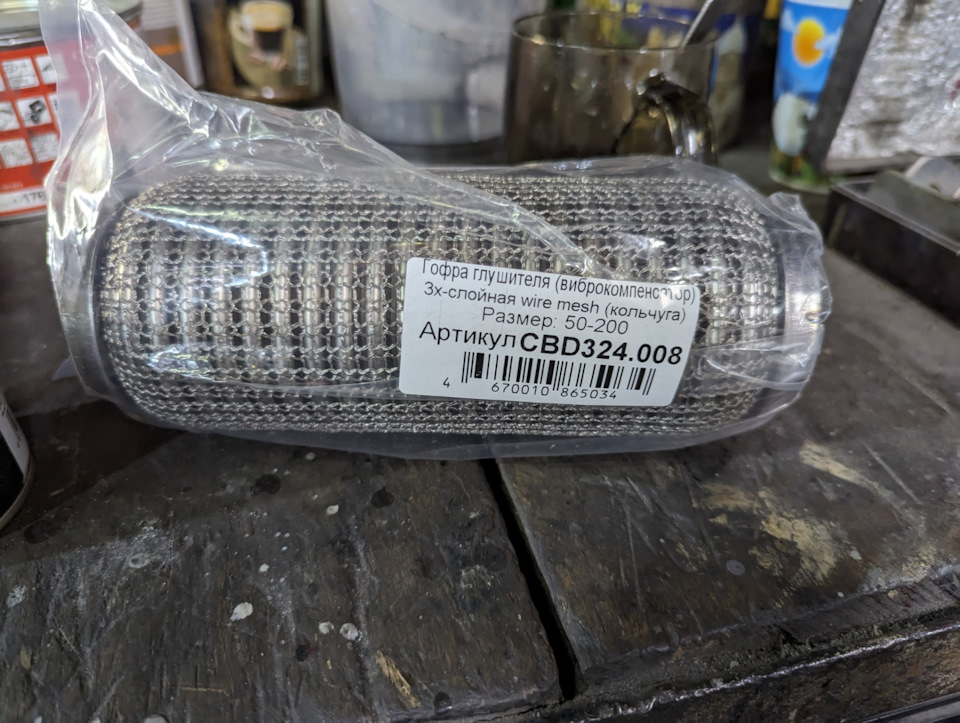 Гофра глушителя (виброкомпенсатор)
3х-слойная wire mesh (кольчуга)
Размер: 50-200
Артикул CBD324.008
4 670010 865034